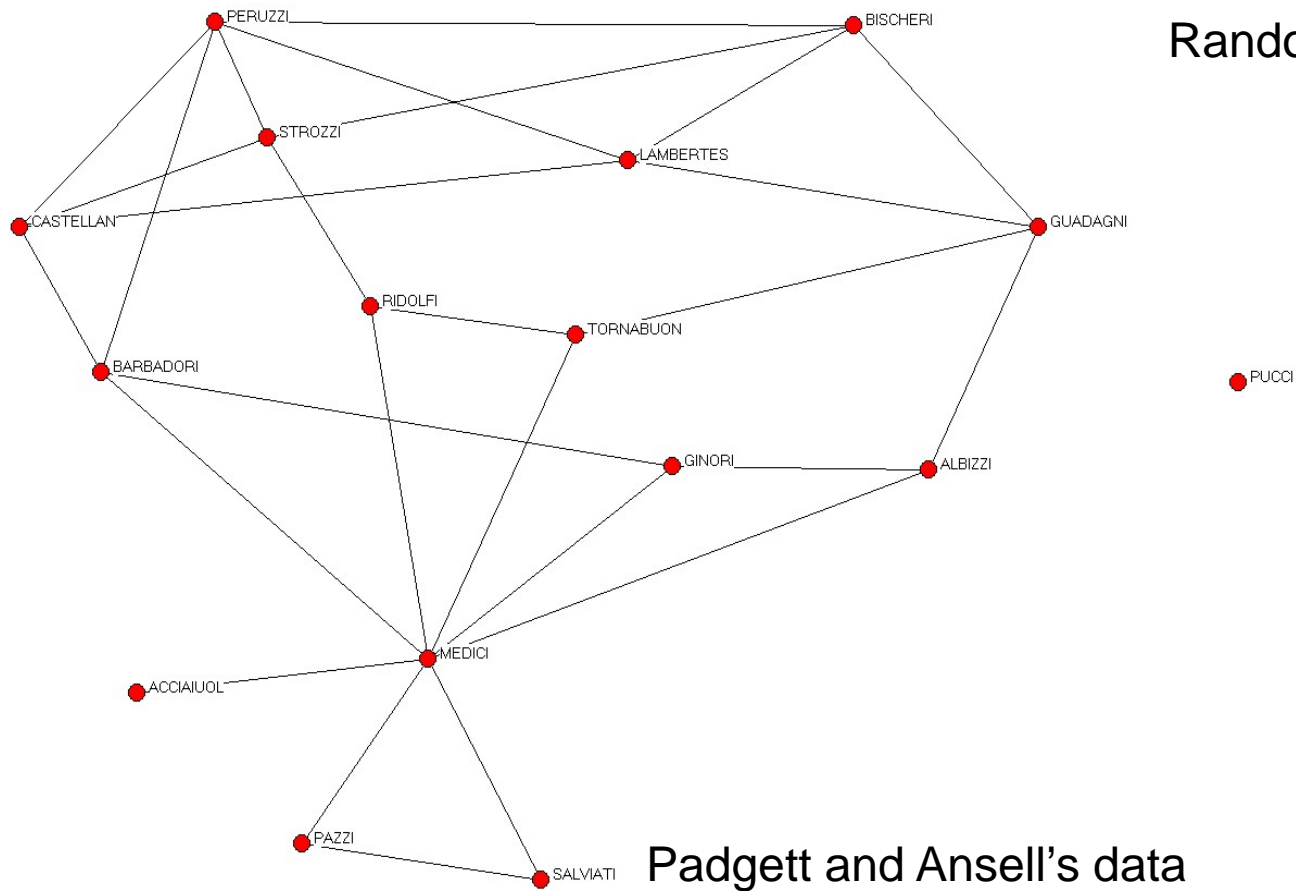 PERUZZI
BISCHERI
Rando
STROZZI
LAMBERTES
CASTELLAN
GUADAGNI
RIDOLFI
TORNABUON
BARBADORI
PUCCI
GINORI
ALBIZZI
MEDICI
ACCIAIUOL
PAZZI
SALVIATI
Padgett and Ansell’s data